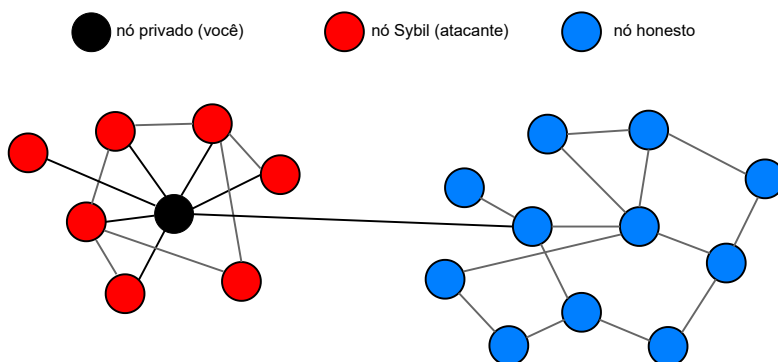 nó privado (você)
nó Sybil (atacante)
nó honesto